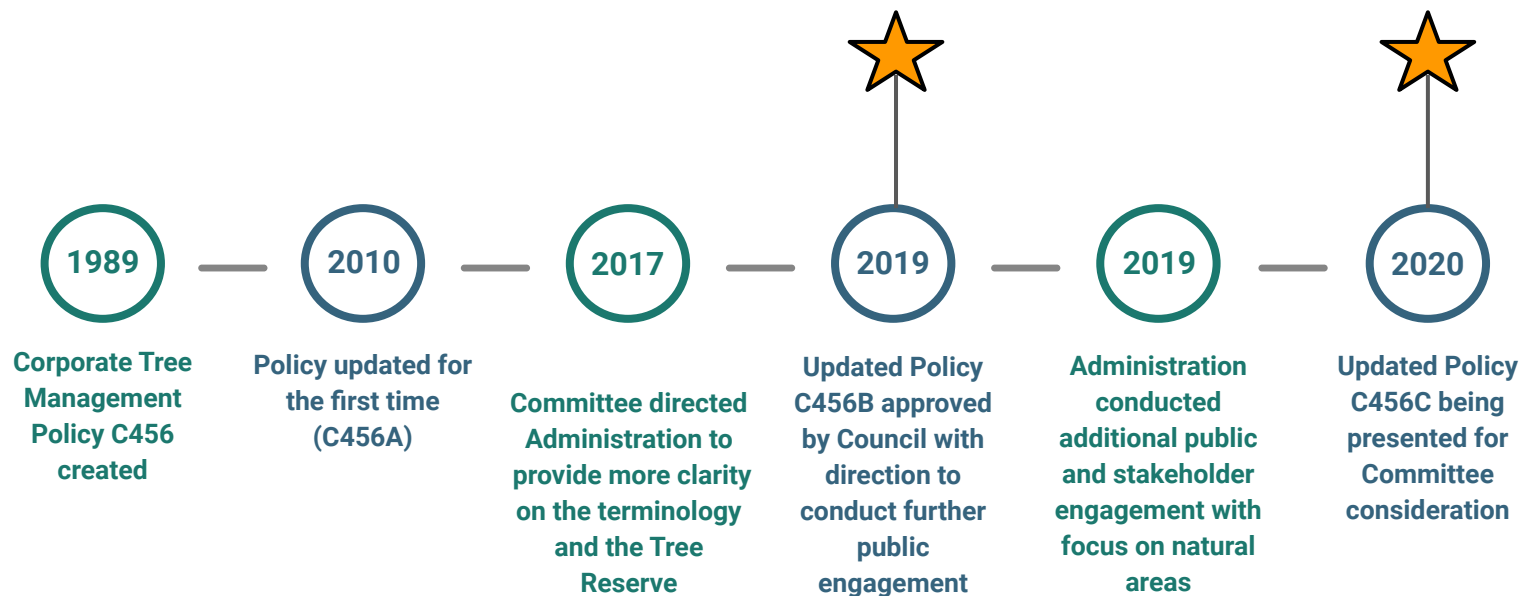 1989
Corporate Tree
Management
Policy C456
created
2010
Policy updated for
the first time
(C456A)
2017
Committee directed
Administration to
provide more clarity
on the terminology
and the Tree
Reserve
2019
Updated Policy
C456B approved
by Council with
direction to
conduct further
public
engagement
2019
Administration
conducted
additional public
and stakeholder
engagement with
focus on natural
areas
2020
Updated Policy
C456C being
presented for
Committee
consideration